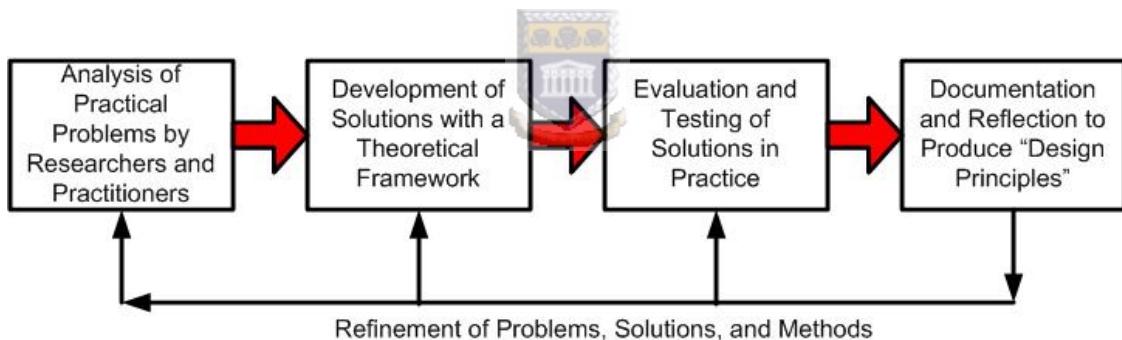 Analysis of
Practical
Problems by
Researchers and
Practitioners
Development of
Solutions with a
Theoretical
Framework
Evaluation and
Testing of
Solutions in
Practice
Documentation
and Reflection to
Produce “Design
Principles”
Refinement of Problems, Solutions, and Methods